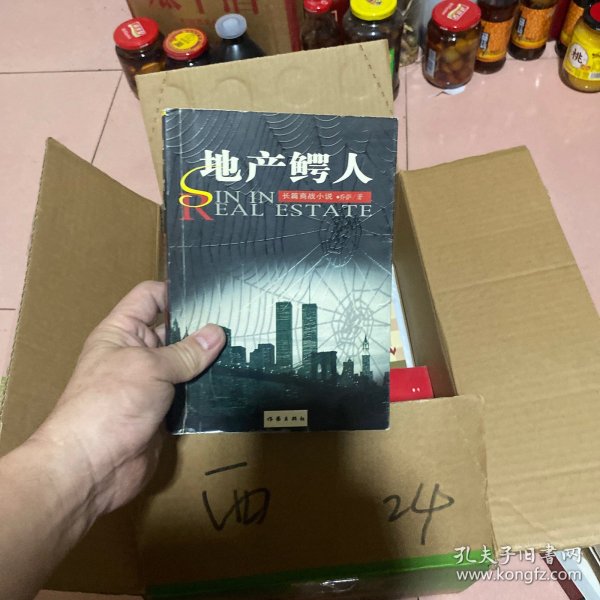 地产鳄人
SIN IN
REAL ESTATE
长篇商战小说
作家出版社
西 24
桃
孔夫子旧书网
www.kongfz.com